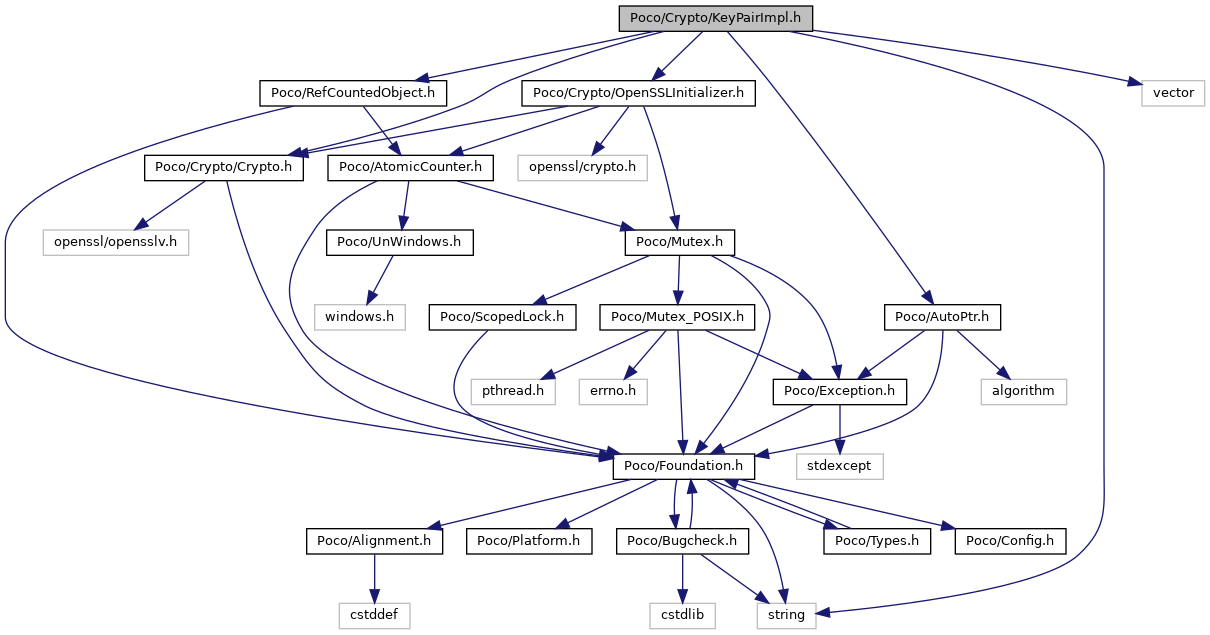 Poco/Crypto/KeyPairImpl.h
Poco/RefCountedObject.h
Poco/Crypto/OpenSSLInitializer.h
vector
Poco/Crypto/Crypto.h
Poco/AtomicCounter.h
openssl/crypto.h
openssl/opensslv.h
Poco/UnWindows.h
Poco/Mutex.h
windows.h
Poco/ScopedLock.h
Poco/Mutex_POSIX.h
Poco/AutoPtr.h
pthread.h
errno.h
Poco/Exception.h
algorithm
Poco/Foundation.h
stdexcept
Poco/Alignment.h
Poco/Platform.h
Poco/Bugcheck.h
Poco/Types.h
Poco/Config.h
cstddef
cstdlib
string